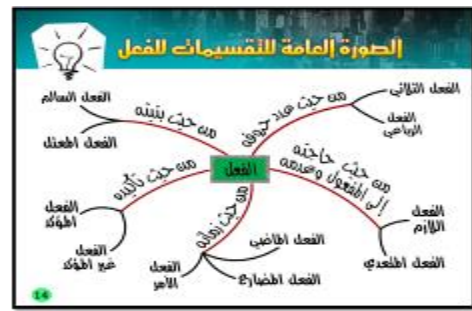 الصورة العامة للتقسيمات للفعل
الفعل
من حيث عدد حروفه
الفعل الثلاثي
الفعل
الرباعي
من حيث حاجته
إلى المفعول وعدمه
الفعل
اللازم
الفعل المتعدي
من حيث زمانه
الفعل الماضي
الفعل المضارع
الفعل
الأمر
من حيث تأكيده
الفعل
المؤكد
الفعل
غير المؤكد
من حيث بنيته
الفعل السالم
الفعل المعتل
14